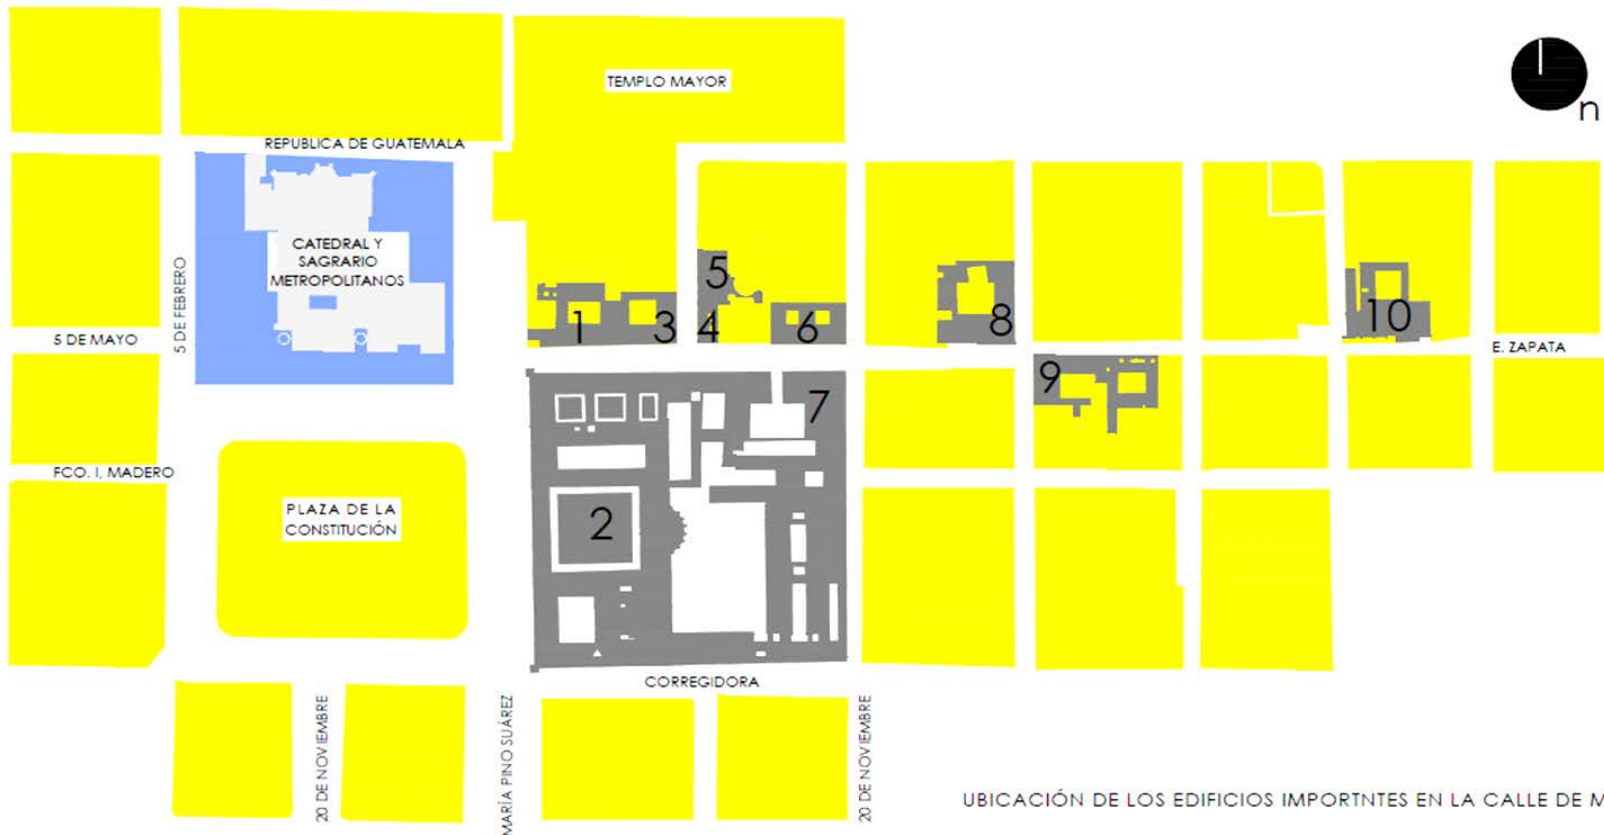 TEMPLO MAYOR
n
REPUBLICA DE GUATEMALA
CATEDRAL Y
SAGRARIO
METROPOLITANOS
5 DE FEBRERO
5 DE MAYO
1
3
5
4
6
8
10
E. ZAPATA
9
7
FCO. I, MADERO
PLAZA DE LA
CONSTITUCIÓN
2
CORREGIDORA
20 DE NOVIEMBRE
MARÍA PINO SUÁREZ
20 DE NOVIEMBRE
UBICACIÓN DE LOS EDIFICIOS IMPORTNTES EN LA CALLE DE M